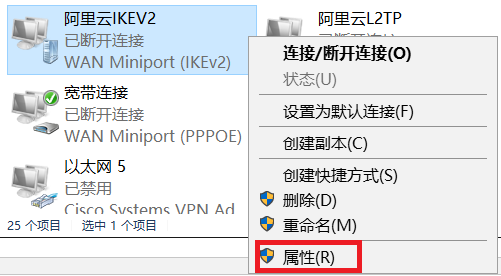 阿里云IKEV2
已断开连接
WAN Miniport (IKEv2)
阿里云L2TP
宽带连接
已断开连接
WAN Miniport (PPPOE)
以太网 5
已禁用
Cisco Systems VPN Ad
25 个项目 选中 1 个项目
连接/断开连接(O)
状态(U)
设置为默认连接(F)
创建副本(C)
创建快捷方式(S)
删除(D)
重命名(M)
属性(R)